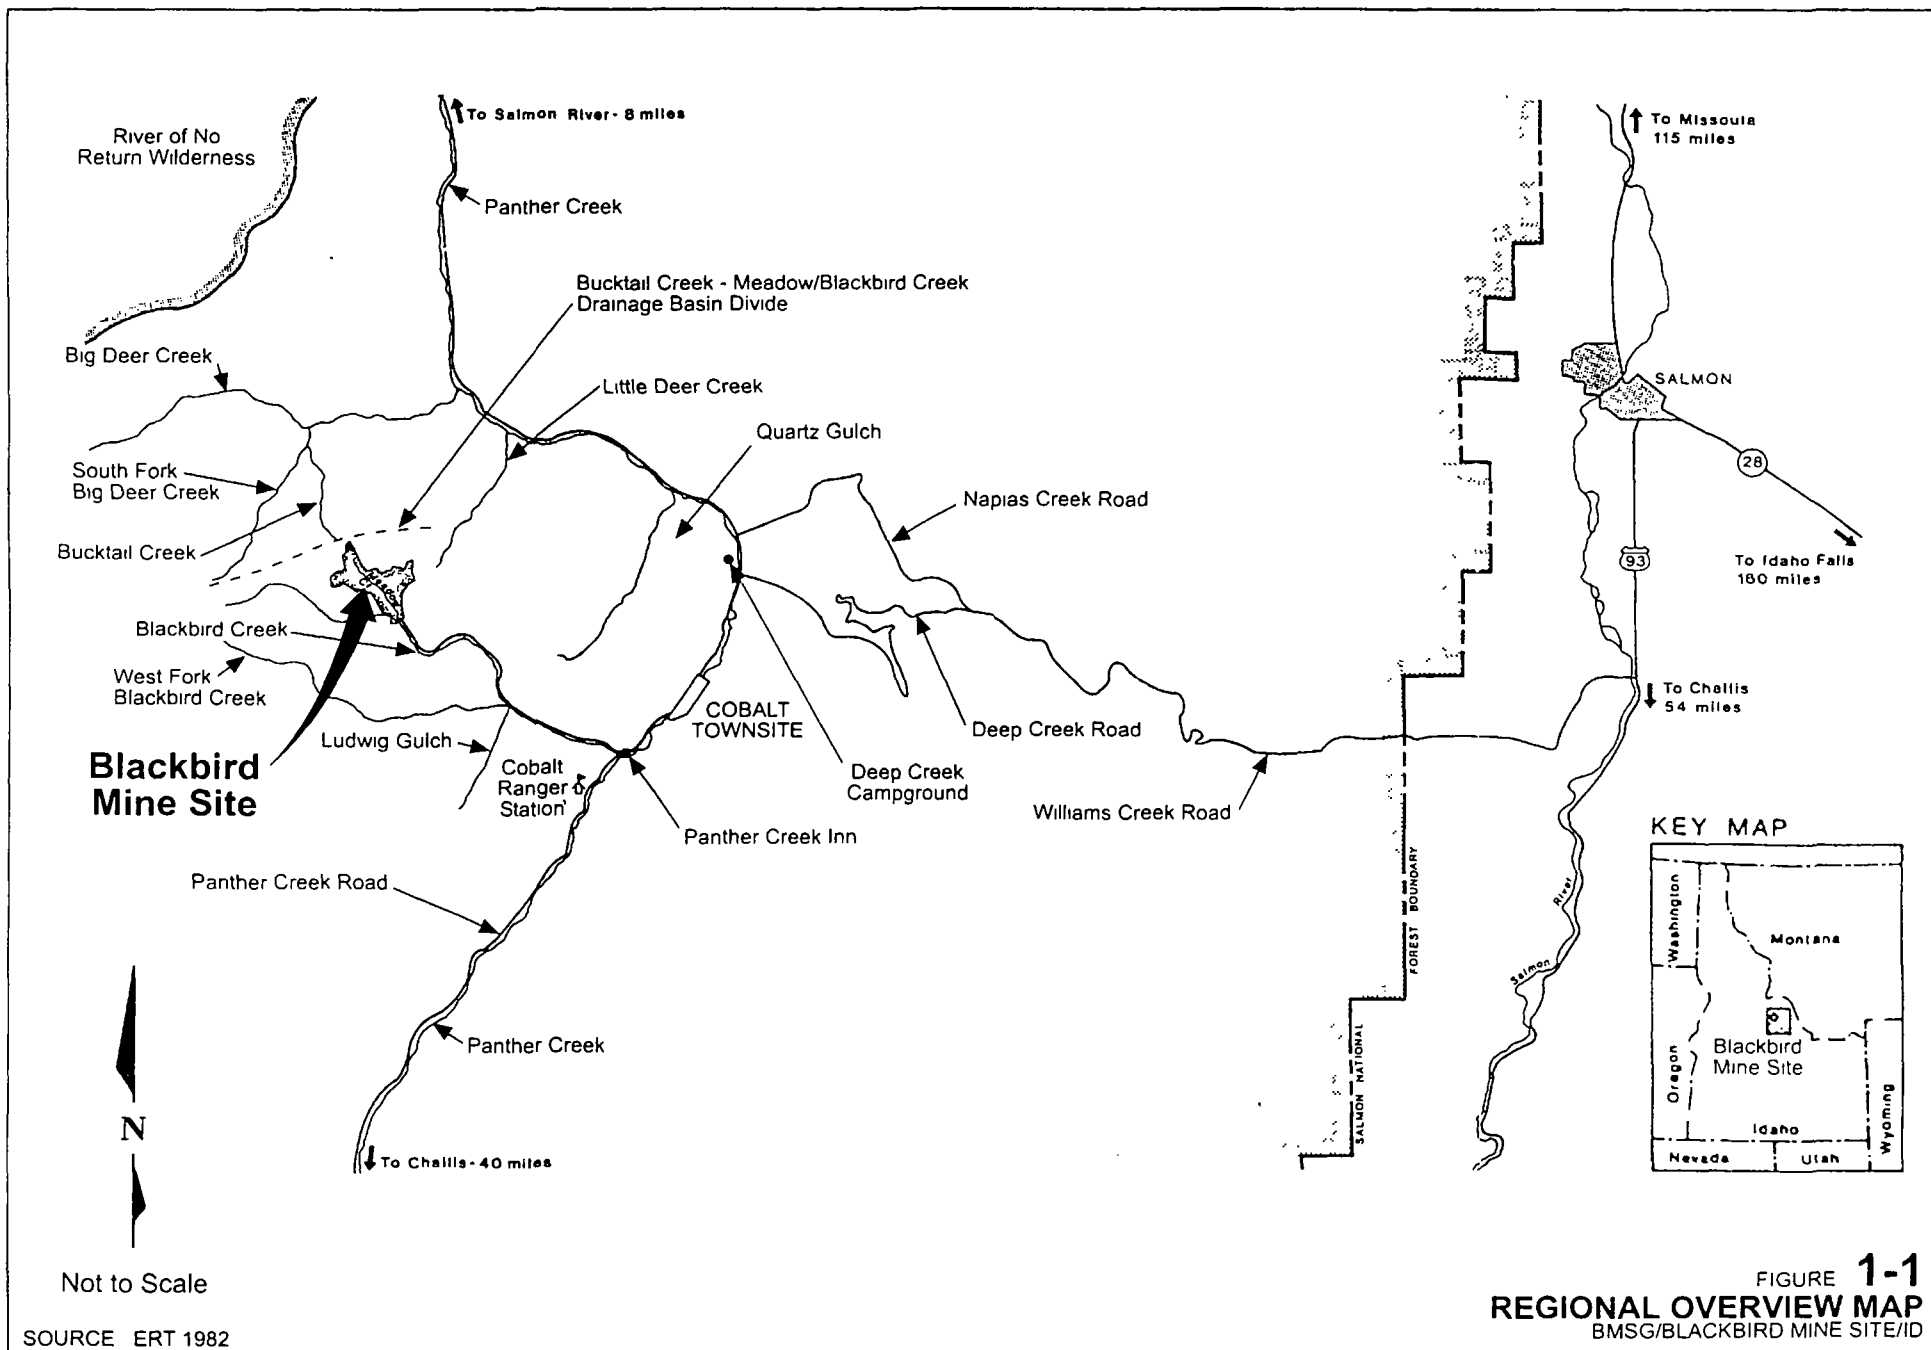 To Salmon River - 8 miles
To Missoula
115 miles
River of No
Return Wilderness
Panther Creek
Bucktail Creek - Meadow/Blackbird Creek
Drainage Basin Divide
Big Deer Creek
Little Deer Creek
SALMON
Quartz Gulch
28
South Fork
Big Deer Creek
Napias Creek Road
Bucktail Creek
93
To Idaho Falls
160 miles
Meadow
Blackbird Creek
West Fork
Blackbird Creek
To Challis
54 miles
COBALT
TOWNSITE
Deep Creek Road
Ludwig Gulch
Blackbird
Mine Site
Cobalt
Ranger
Station
Deep Creek
Campground
Williams Creek Road
Panther Creek Inn
Panther Creek Road
FOREST BOUNDARY
SALMON NATIONAL
Salmon
River
Panther Creek
To Challis - 40 miles
N
Not to Scale
KEY MAP
Washington
Montana
Oregon
Blackbird
Mine Site
Idaho
Wyoming
Nevada
Utah
FIGURE 1-1
REGIONAL OVERVIEW MAP
BMSG/BLACKBIRD MINE SITE/ID
SOURCE ERT 1982